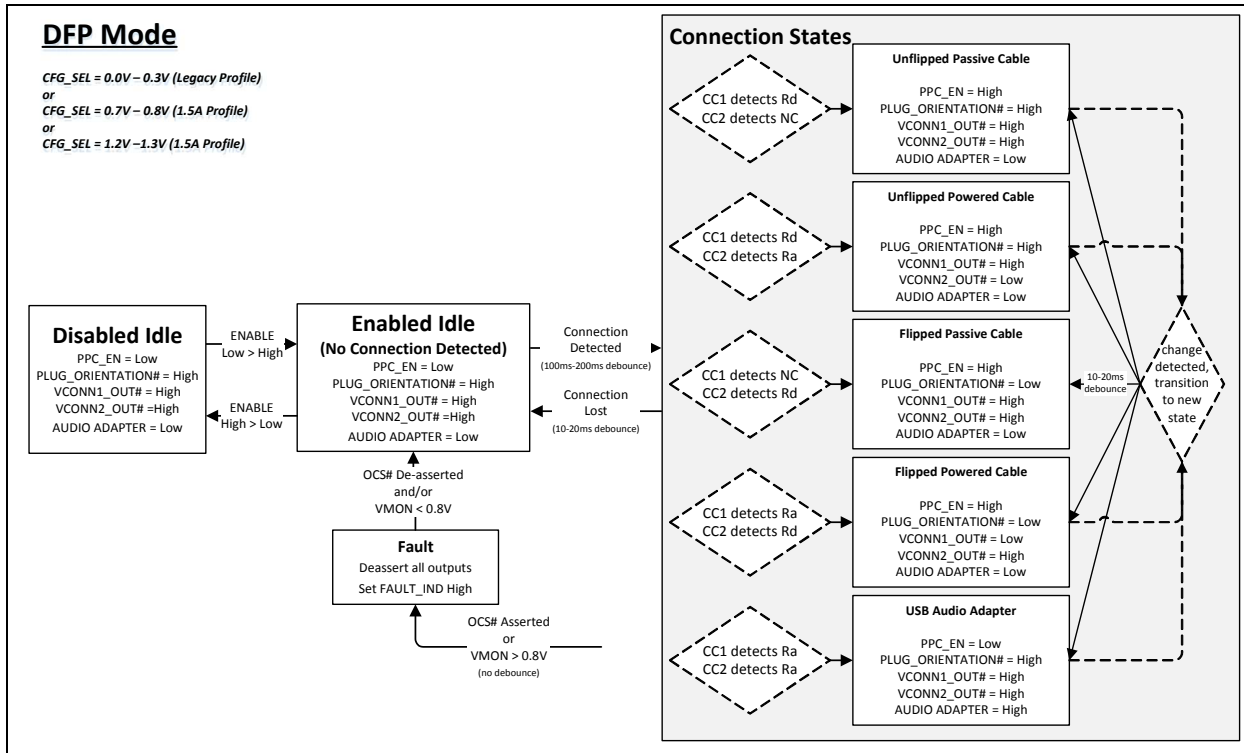 DFP Mode
CFG_SEL = 0.0V – 0.3V (Legacy Profile)
or
CFG_SEL = 0.7V – 0.8V (1.5A Profile)
or
CFG_SEL = 1.2V –1.3V (1.5A Profile)
Disabled Idle
PPC_EN = Low
PLUG_ORIENTATION# = High
VCONN1_OUT# = High
VCONN2_OUT# =High
AUDIO ADAPTER = Low
ENABLE
Low > High
ENABLE
High > Low
Enabled Idle
(No Connection Detected)
PPC_EN = Low
PLUG_ORIENTATION# = High
VCONN1_OUT# = High
VCONN2_OUT# =High
AUDIO ADAPTER = Low
Connection
Detected
(100ms-200ms debounce)
Connection
Lost
(10-20ms debounce)
OCS# De-asserted
and/or
VMON < 0.8V
Fault
Deassert all outputs
Set FAULT_IND High
OCS# Asserted
or
VMON > 0.8V
(no debounce)
Connection States
CC1 detects Rd
CC2 detects NC
Unflipped Passive Cable
PPC_EN = High
PLUG_ORIENTATION# = High
VCONN1_OUT# = High
VCONN2_OUT# = High
AUDIO ADAPTER = Low
CC1 detects Rd
CC2 detects Ra
Unflipped Powered Cable
PPC_EN = High
PLUG_ORIENTATION# = High
VCONN1_OUT# = High
VCONN2_OUT# = Low
AUDIO ADAPTER = Low
CC1 detects NC
CC2 detects Rd
Flipped Passive Cable
PPC_EN = High
PLUG_ORIENTATION# = Low
VCONN1_OUT# = High
VCONN2_OUT# = High
AUDIO ADAPTER = Low
CC1 detects Ra
CC2 detects Rd
Flipped Powered Cable
PPC_EN = High
PLUG_ORIENTATION# = Low
VCONN1_OUT# = Low
VCONN2_OUT# = High
AUDIO ADAPTER = Low
CC1 detects Ra
CC2 detects Ra
USB Audio Adapter
PPC_EN = Low
PLUG_ORIENTATION# = High
VCONN1_OUT# = High
VCONN2_OUT# = High
AUDIO ADAPTER = High
10-20ms
debounce
change
detected,
transition
to new
state